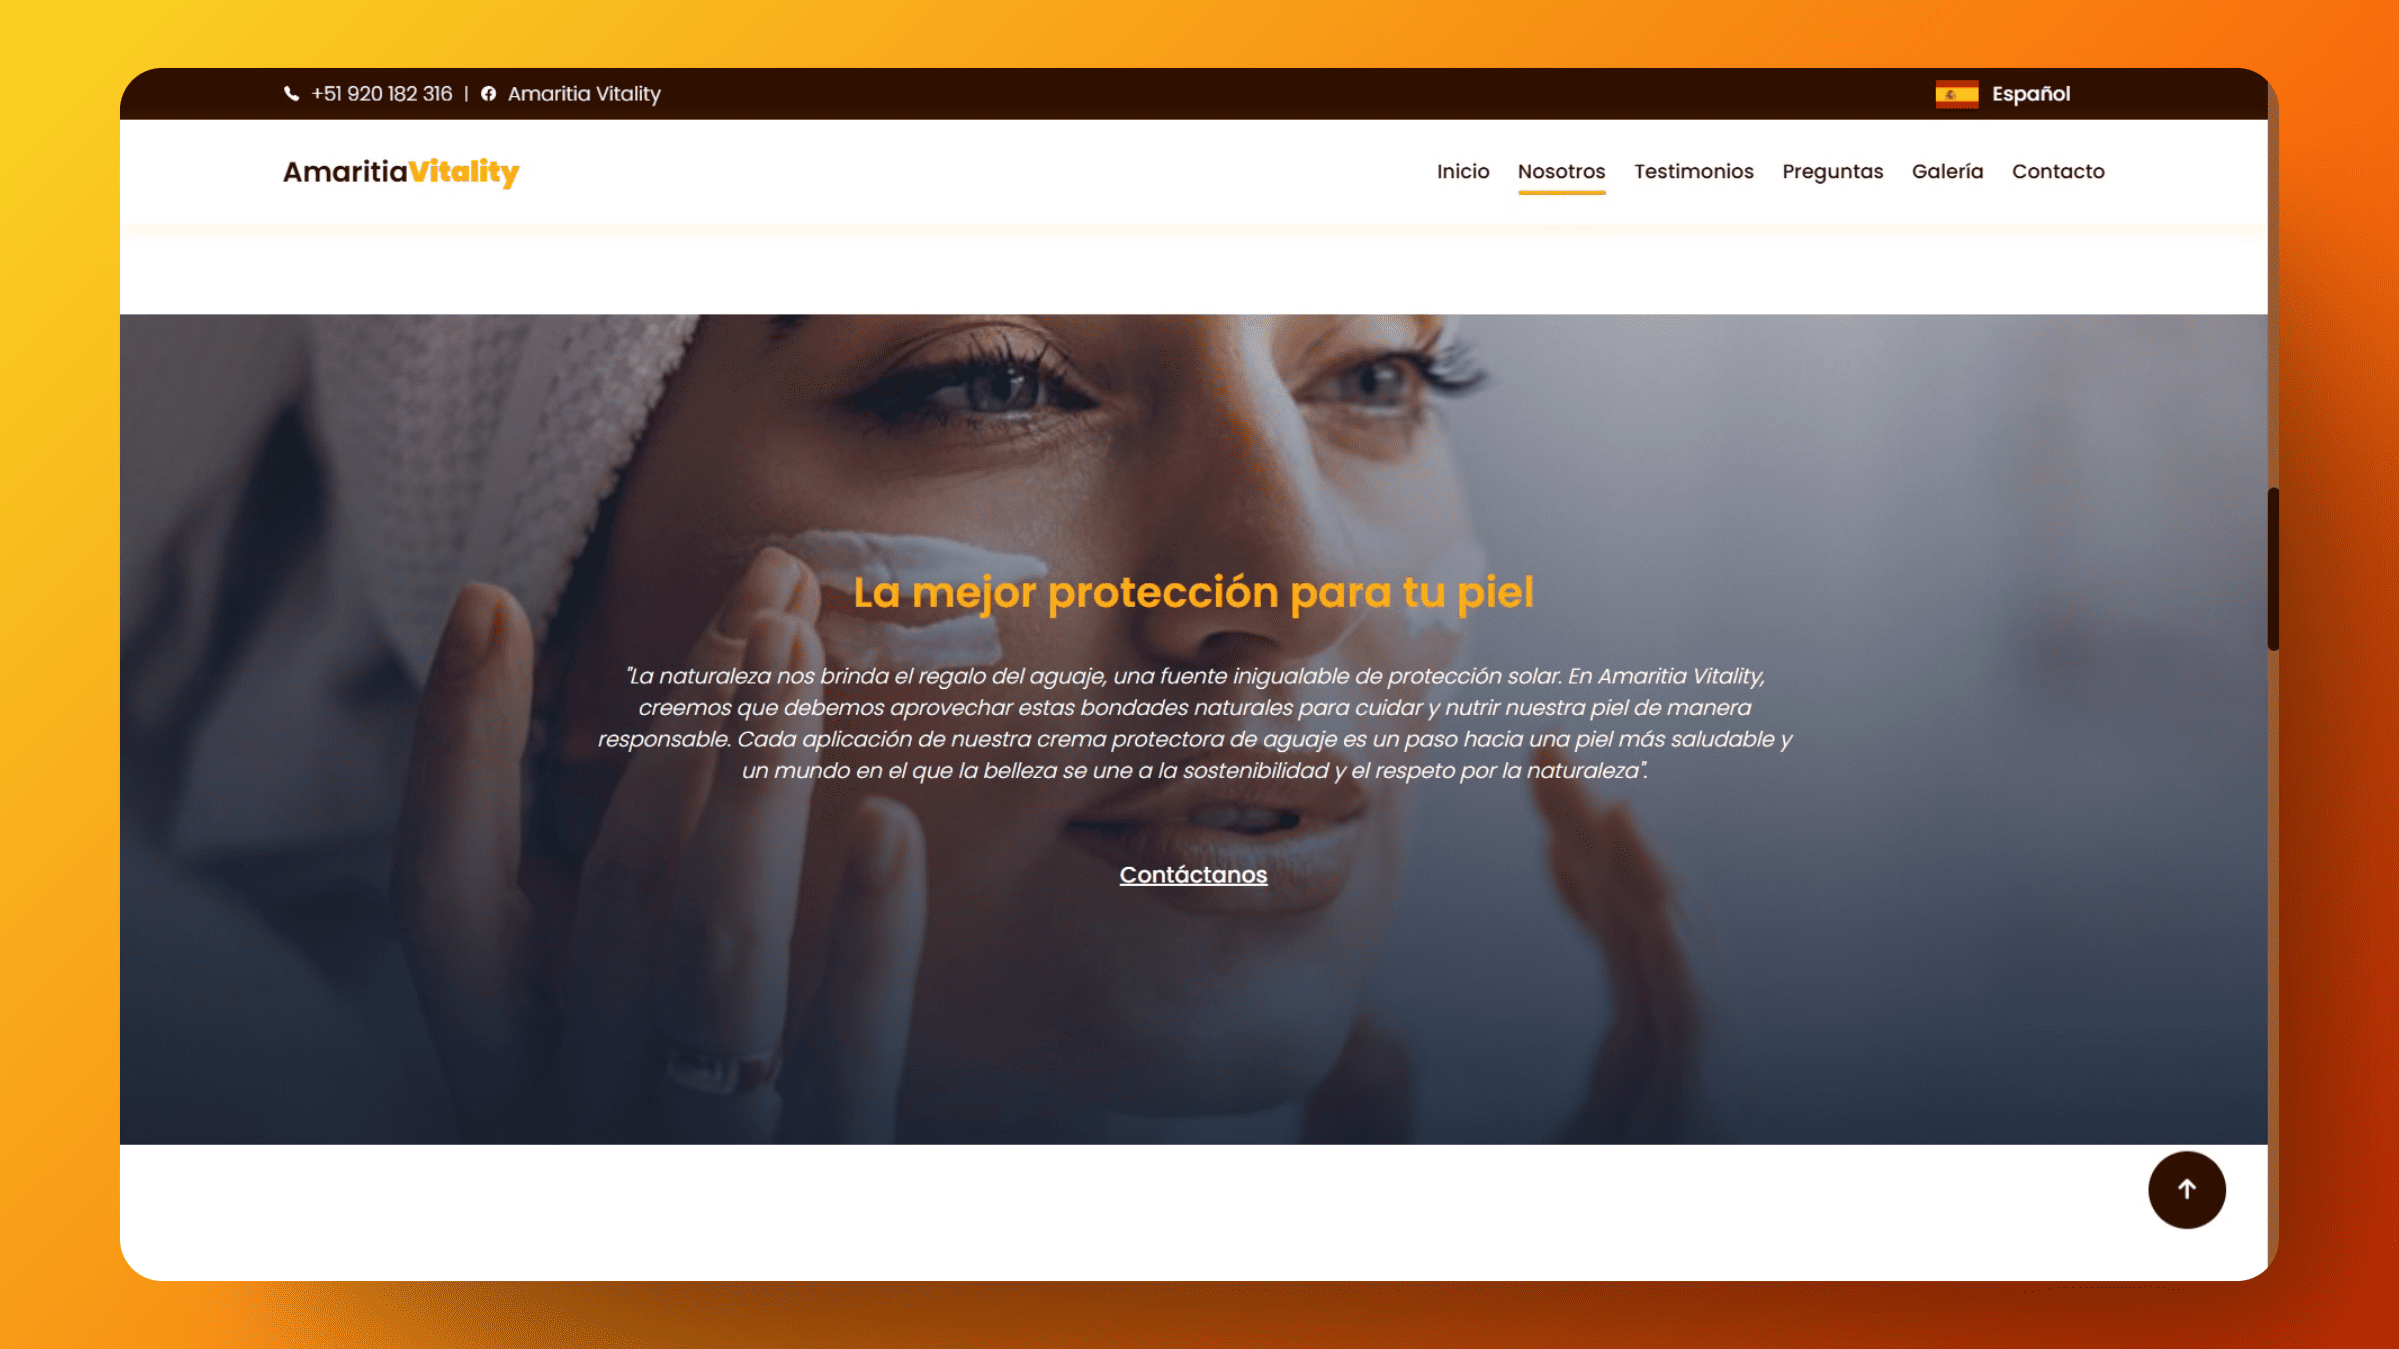 +51 920 182 316 | Amaritia Vitality
Español
AmaritiaVitality
Inicio Nosotros Testimonios Preguntas Galería Contacto
La mejor protección para tu piel
"La naturaleza nos brinda el regalo del aguaje, una fuente inigualable de protección solar. En Amaritia Vitality,
creemos que debemos aprovechar estas bondades naturales para cuidar y nutrir nuestra piel de manera
responsable. Cada aplicación de nuestra crema protectora de aguaje es un paso hacia una piel más saludable y
un mundo en el que la belleza se une a la sostenibilidad y el respeto por la naturaleza".
Contáctanos